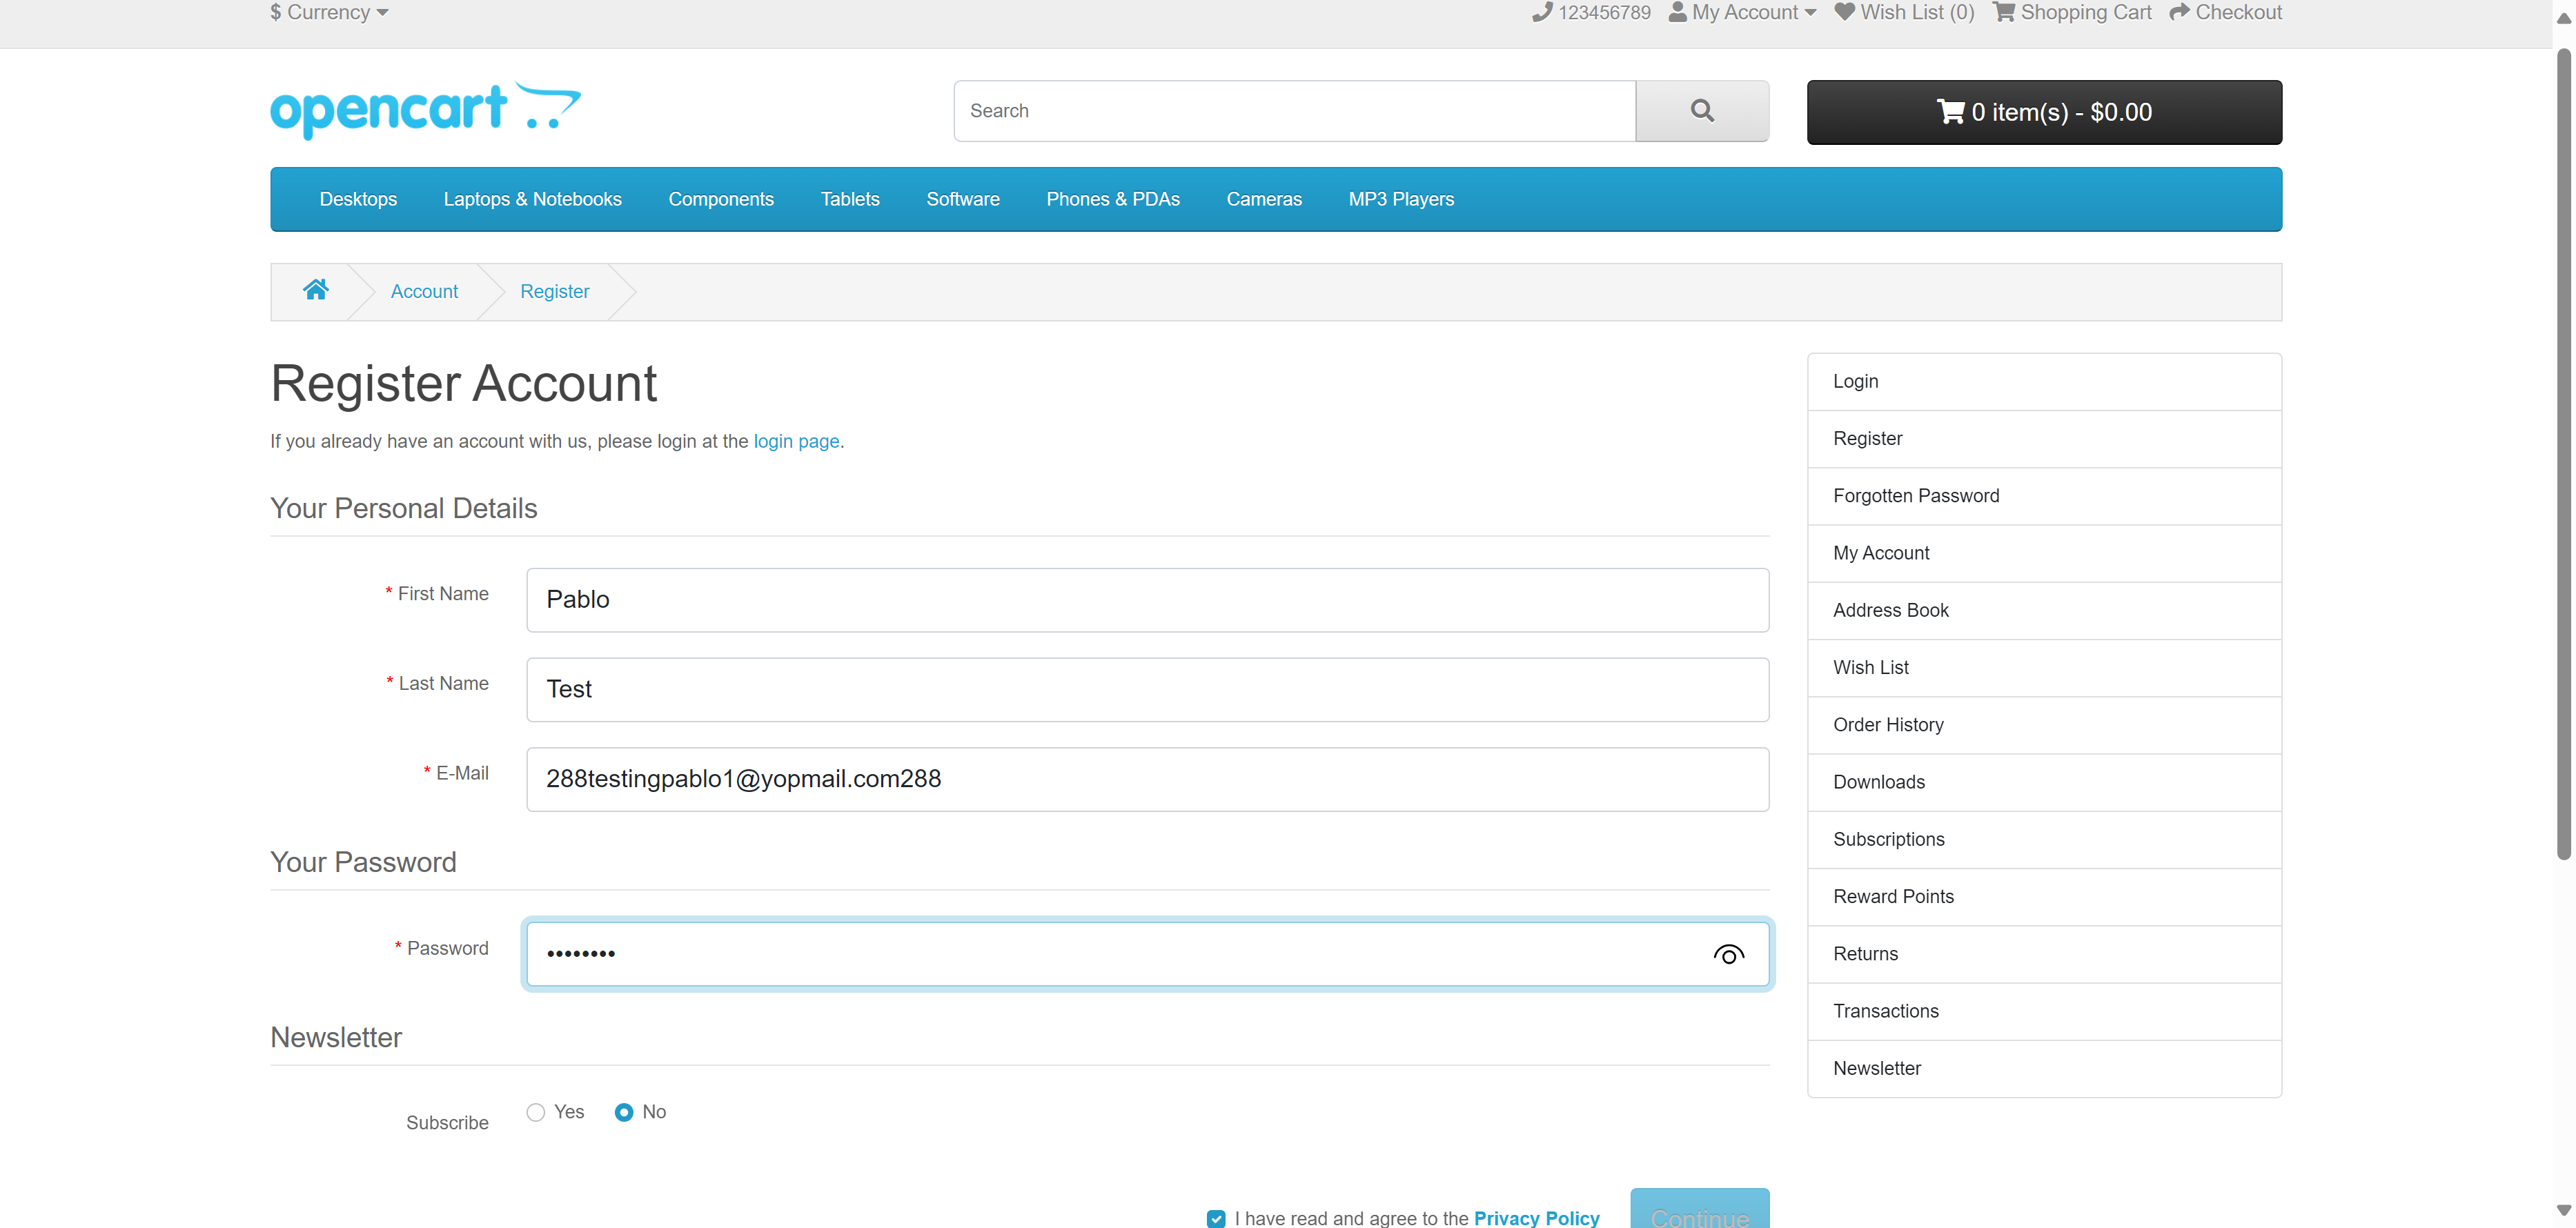 $ Currency
123456789 My Account Wish List (0) Shopping Cart Checkout
opencart
Search
0 item(s) - $0.00
Desktops Laptops & Notebooks Components Tablets Software Phones & PDAs Cameras MP3 Players
Account Register
Register Account
If you already have an account with us, please login at the login page.
Your Personal Details
* First Name Pablo
* Last Name Test
* E-Mail 288testingpablo1@yopmail.com288
Your Password
* Password ••••••••
Newsletter
Subscribe Yes No
I have read and agree to the Privacy Policy Continue
Login
Register
Forgotten Password
My Account
Address Book
Wish List
Order History
Downloads
Subscriptions
Reward Points
Returns
Transactions
Newsletter